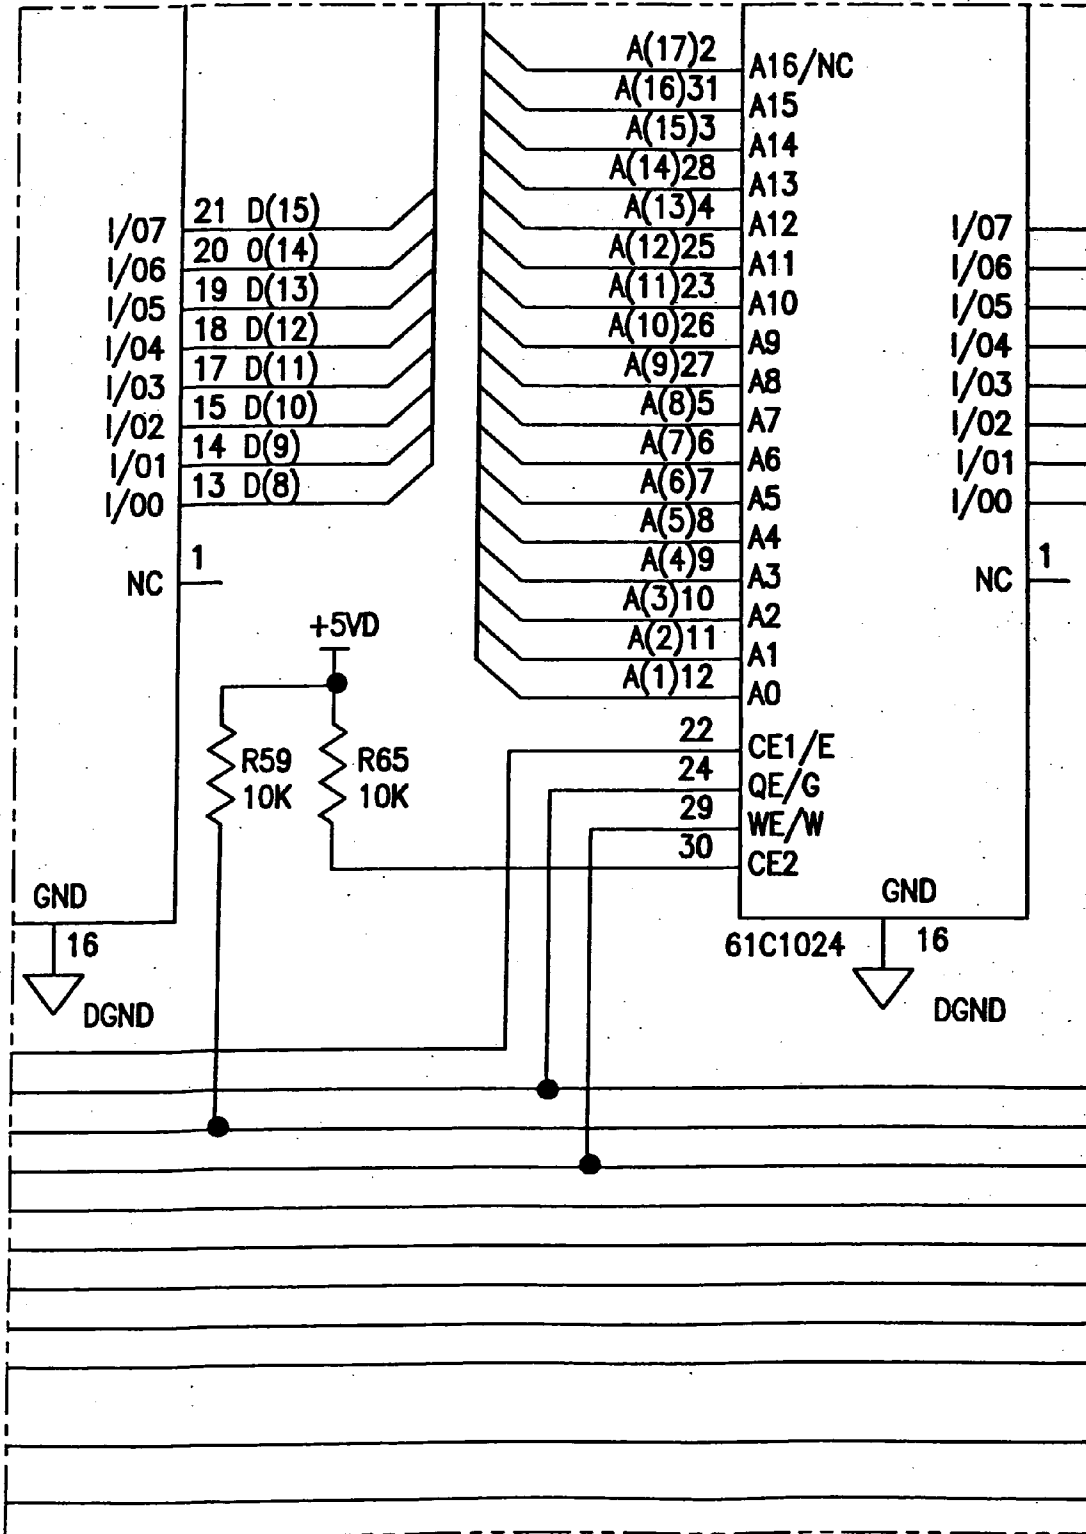 A(17)2 A16/NC
A(16)31 A15
A(15)3 A14
A(14)28 A13
A(13)4 A12
A(12)25 A11
A(11)23 A10
A(10)26 A9
A(9)27 A8
A(8)5 A7
A(7)6 A6
A(6)7 A5
A(5)8 A4
A(4)9 A3
A(3)10 A2
A(2)11 A1
A(1)12 A0
22 CE1/E
24 QE/G
29 WE/W
30 CE2
I/07 21 D(15)
I/06 20 0(14)
I/05 19 D(13)
I/04 18 D(12)
I/03 17 D(11)
I/02 15 D(10)
I/01 14 D(9)
I/00 13 D(8)
NC 1
+5VD
R59 10K
R65 10K
GND
16
DGND
I/07
I/06
I/05
I/04
I/03
I/02
I/01
I/00
NC 1
GND
61C1024 16
DGND